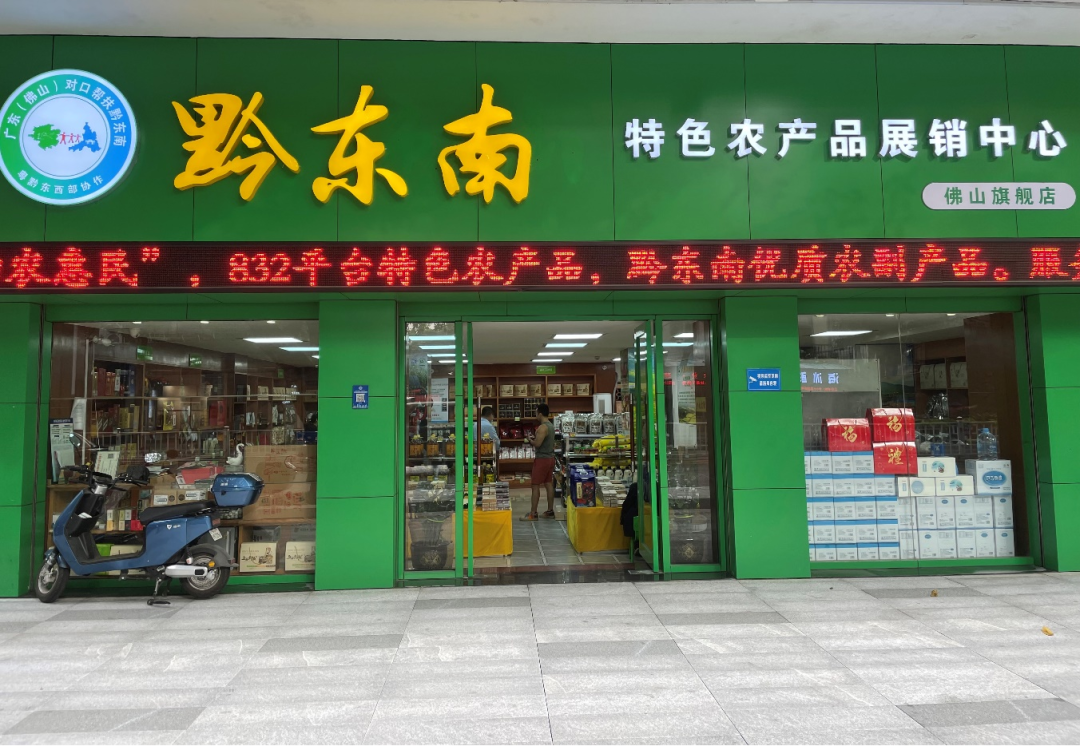 广东（佛山）对口帮扶黔东南
粤黔东西部协作
黔东南
特色农产品展销中心
佛山旗舰店
农惠民”，832平台特色农产品，黔东南优质农副产品。服
福
福
禮